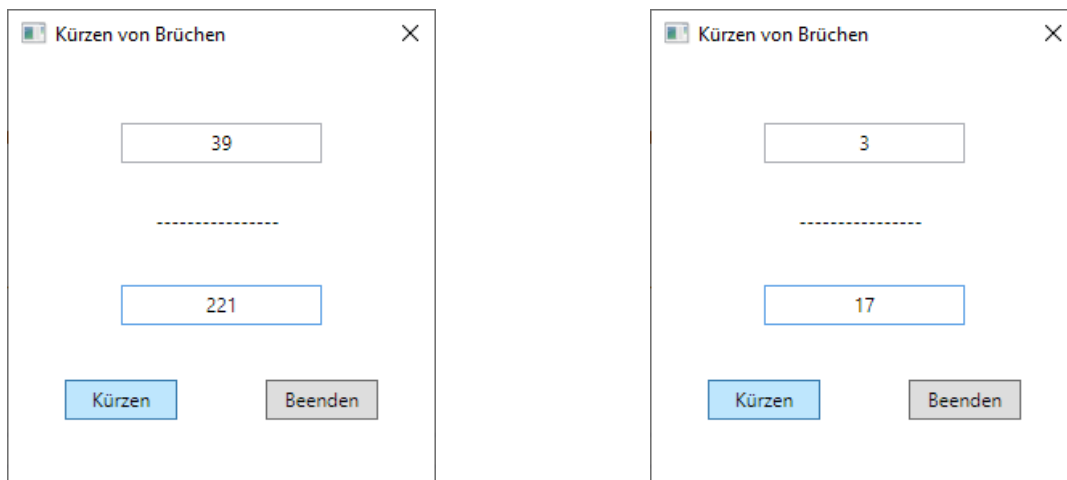 Kürzen von Brüchen
39
----------------
221
Kürzen Beenden
Kürzen von Brüchen
3
----------------
17
Kürzen Beenden